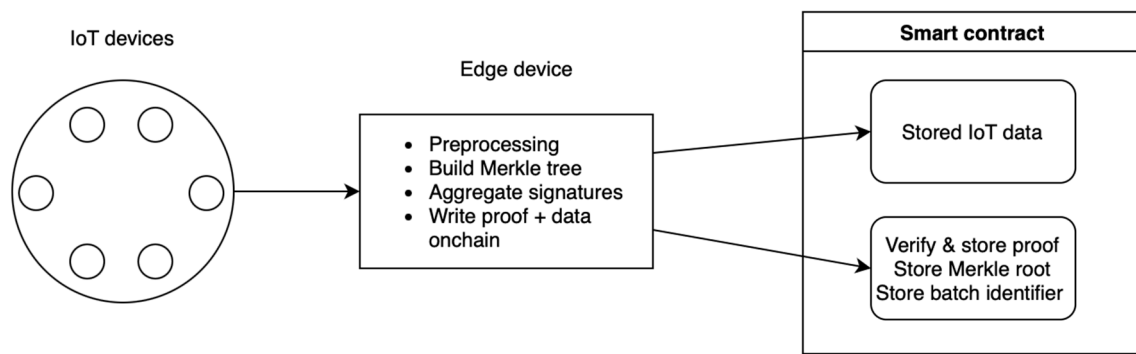 IoT devices
Edge device
• Preprocessing
• Build Merkle tree
• Aggregate signatures
• Write proof + data
onchain
Smart contract
Stored IoT data
Verify & store proof
Store Merkle root
Store batch identifier